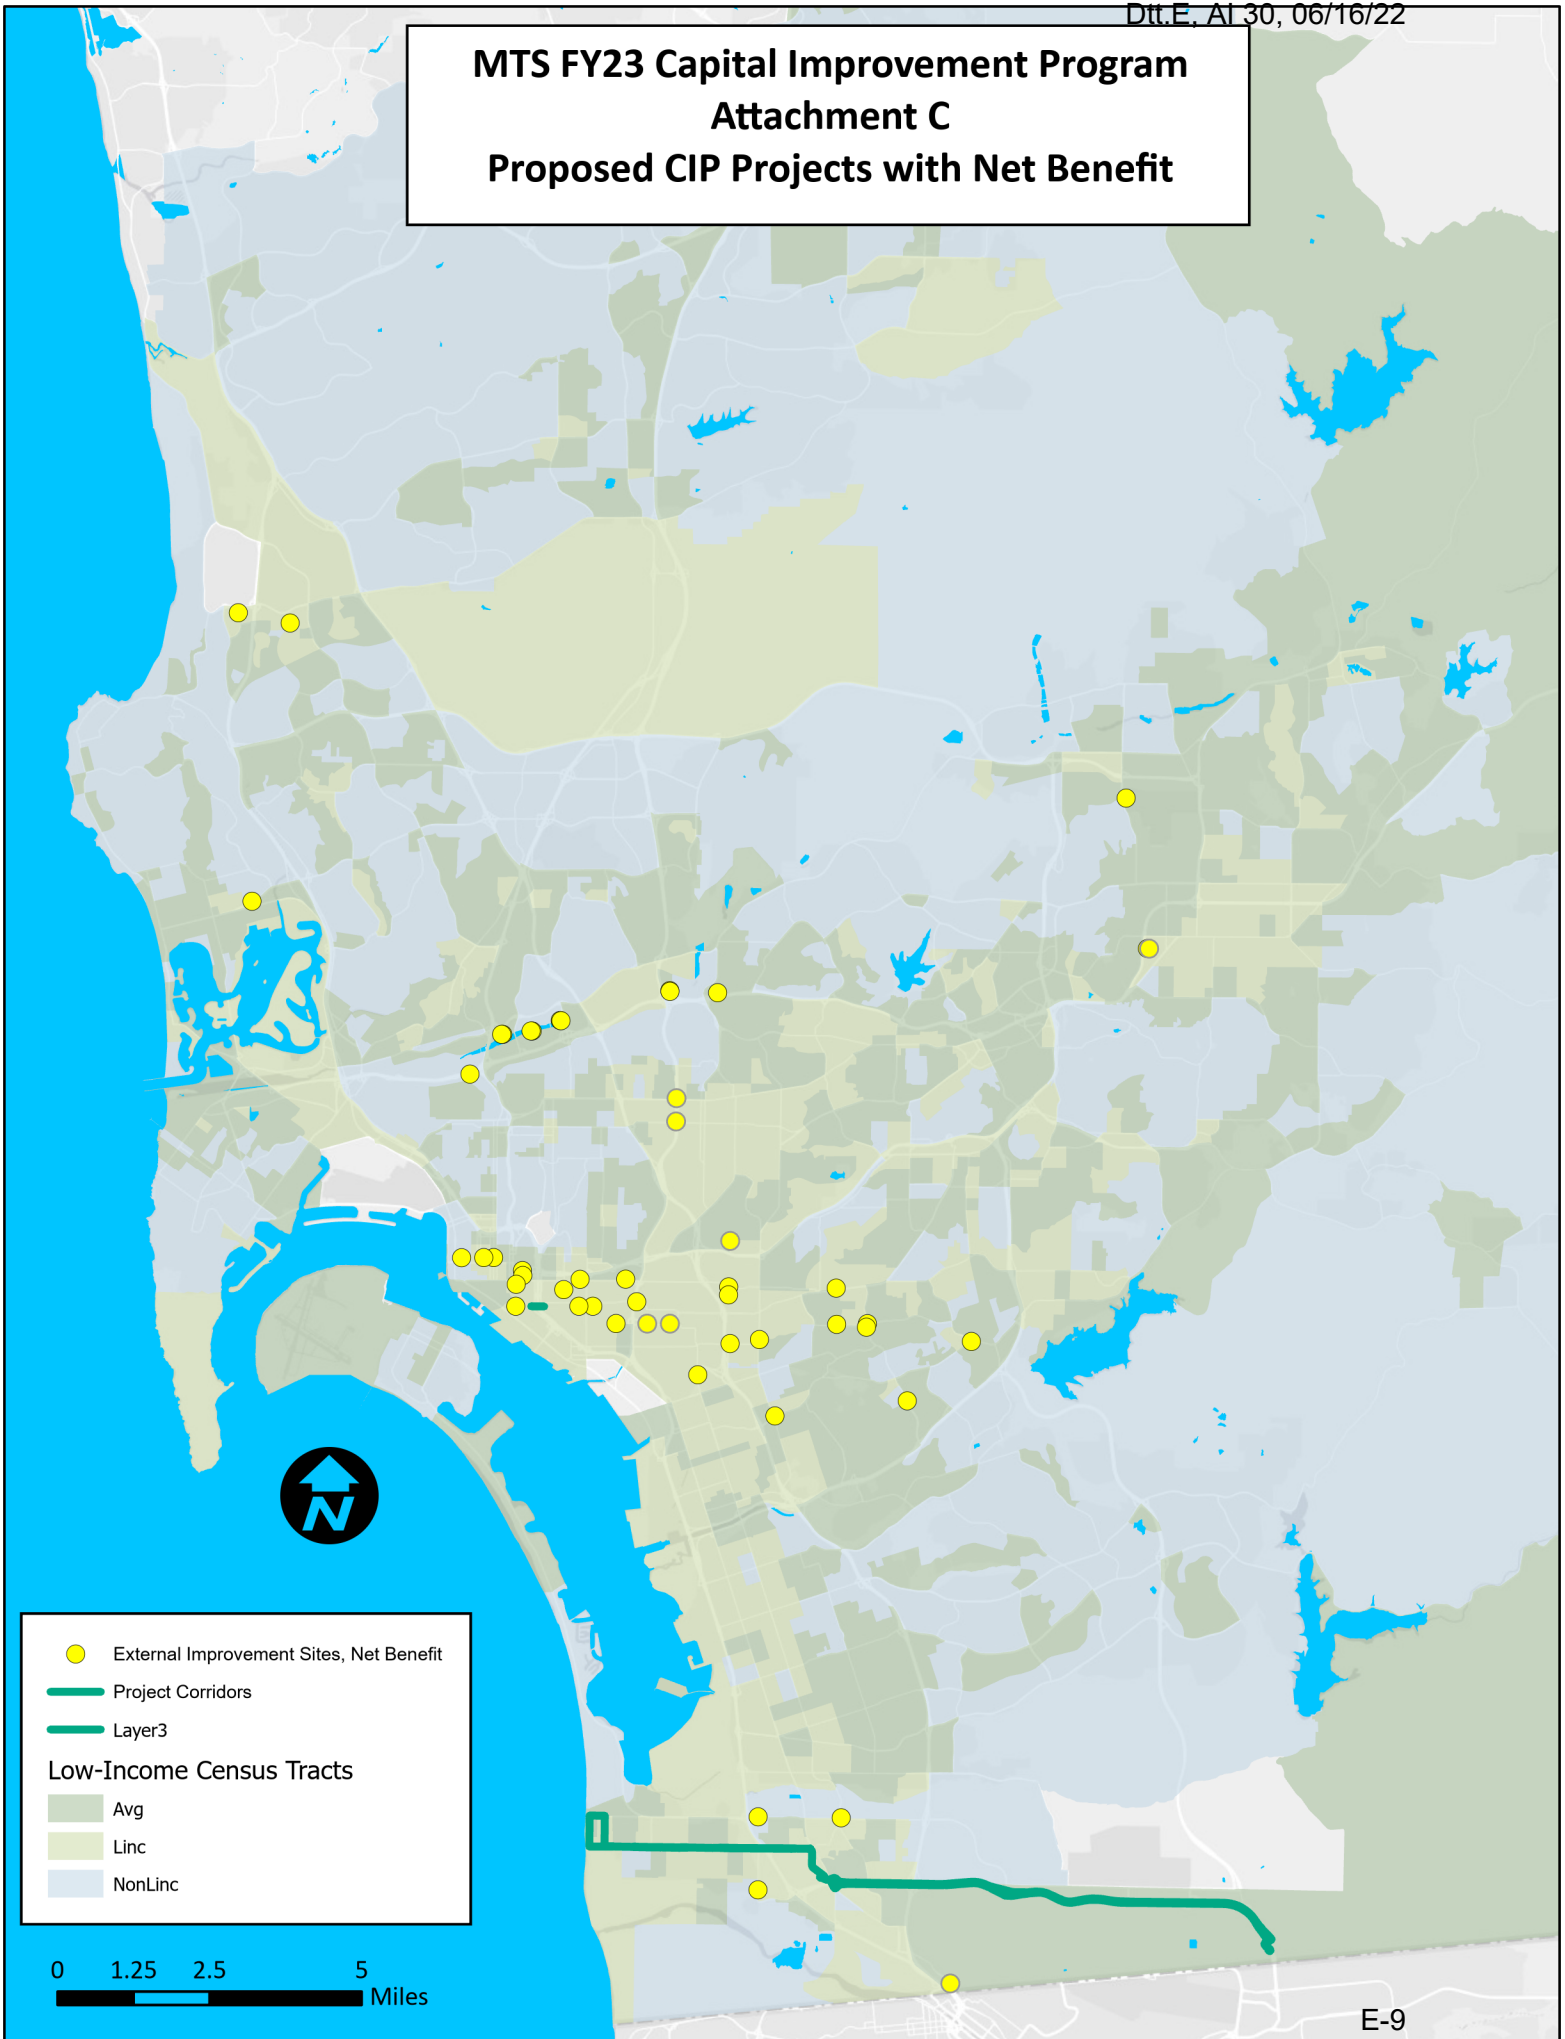 Dtt.E, AI 30, 06/16/22
MTS FY23 Capital Improvement Program
Attachment C
Proposed CIP Projects with Net Benefit
N
External Improvement Sites, Net Benefit
Project Corridors
Layer3
Low-Income Census Tracts
Avg
Linc
NonLinc
0 1.25 2.5 5
Miles
E-9